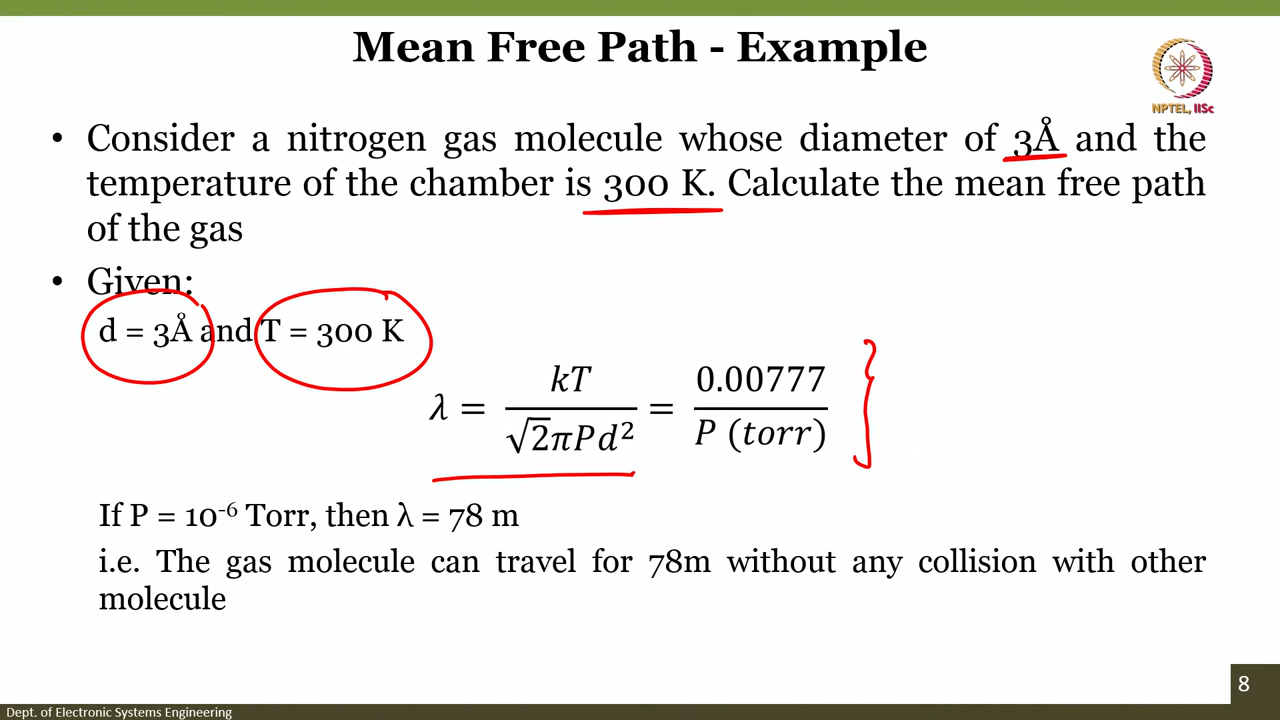 Mean Free Path - Example
NPTEL, IISc
• Consider a nitrogen gas molecule whose diameter of 3Å and the
temperature of the chamber is 300 K. Calculate the mean free path
of the gas
• Given:
d = 3Å and T = 300 K
λ = kT / √2πPd² = 0.00777 / P (torr)
If P = 10⁻⁶ Torr, then λ = 78 m
i.e. The gas molecule can travel for 78m without any collision with other
molecule
8
Dept. of Electronic Systems Engineering